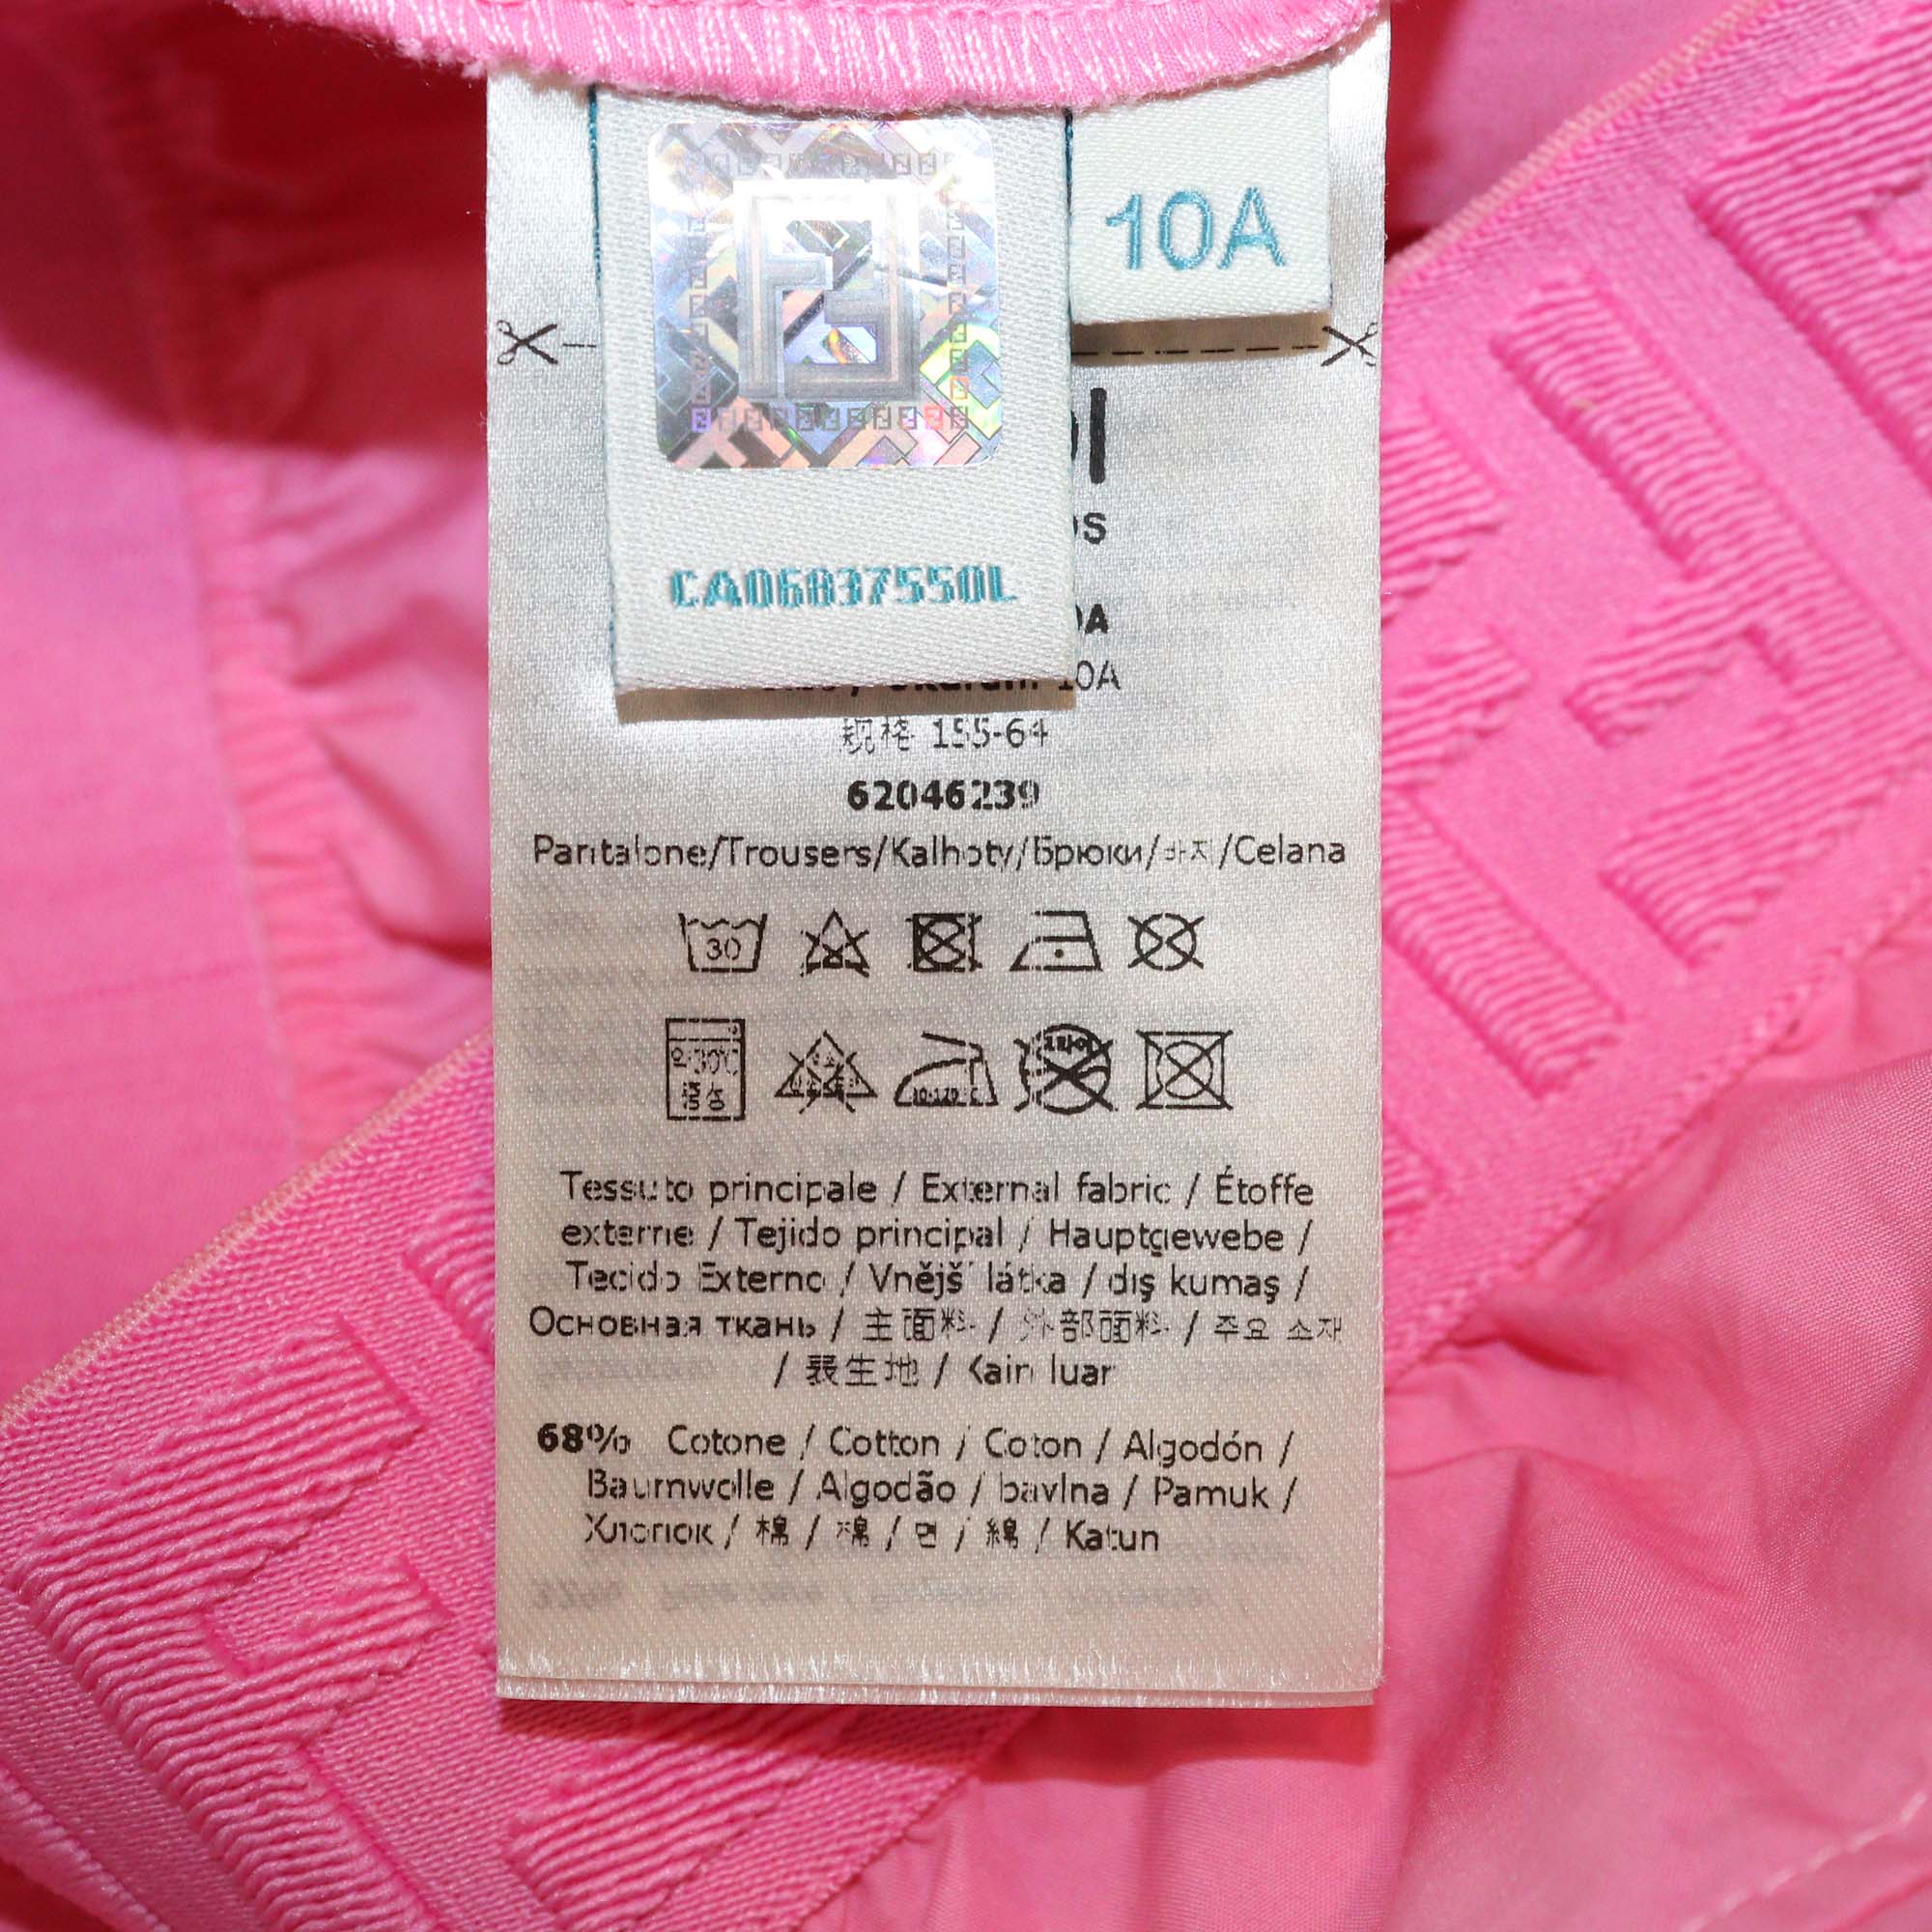 10A
CA06837550L
10A
规格 155-64
62046239
Pantalone/Trousers/Kalhoty/Брюки/바지/Celana
30
Tessuto principale / External fabric / Étoffe
externe / Tejido principal / Hauptgewebe /
Tecido Externo / Vnější látka / dış kumaş /
Основная ткань / 主面料 / 外部面料 / 주요 소재
/ 表生地 / Kain luar
68% Cotone / Cotton / Coton / Algodón /
Baumwolle / Algodão / bavlna / Pamuk /
Хлопок / 棉 / 棉 / 면 / 綿 / Katun